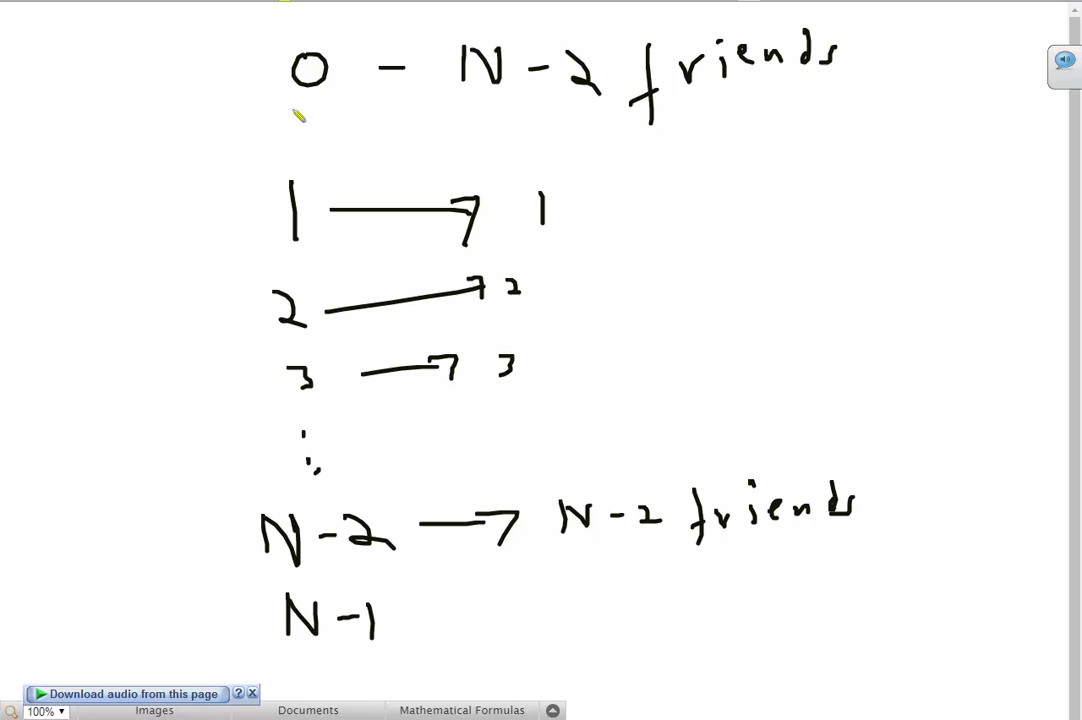 0 - N-2 friends
1 → 1
2 → 2
3 → 3
⋮
N-2 → N-2 friends
N-1
Download audio from this page ? x
100% Images Documents Mathematical Formulas